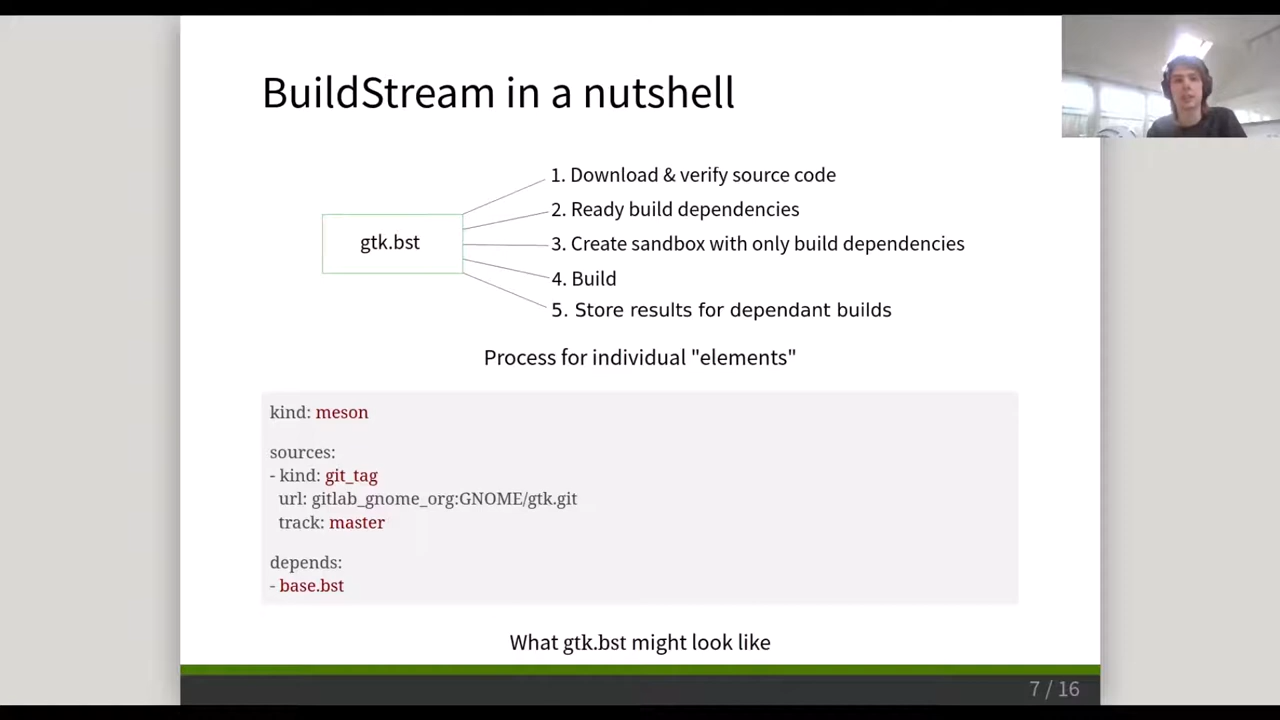 BuildStream in a nutshell
gtk.bst
1. Download & verify source code
2. Ready build dependencies
3. Create sandbox with only build dependencies
4. Build
5. Store results for dependant builds
Process for individual "elements"
kind: meson
sources:
- kind: git_tag
url: gitlab_gnome_org:GNOME/gtk.git
track: master
depends:
- base.bst
What gtk.bst might look like
7 / 16